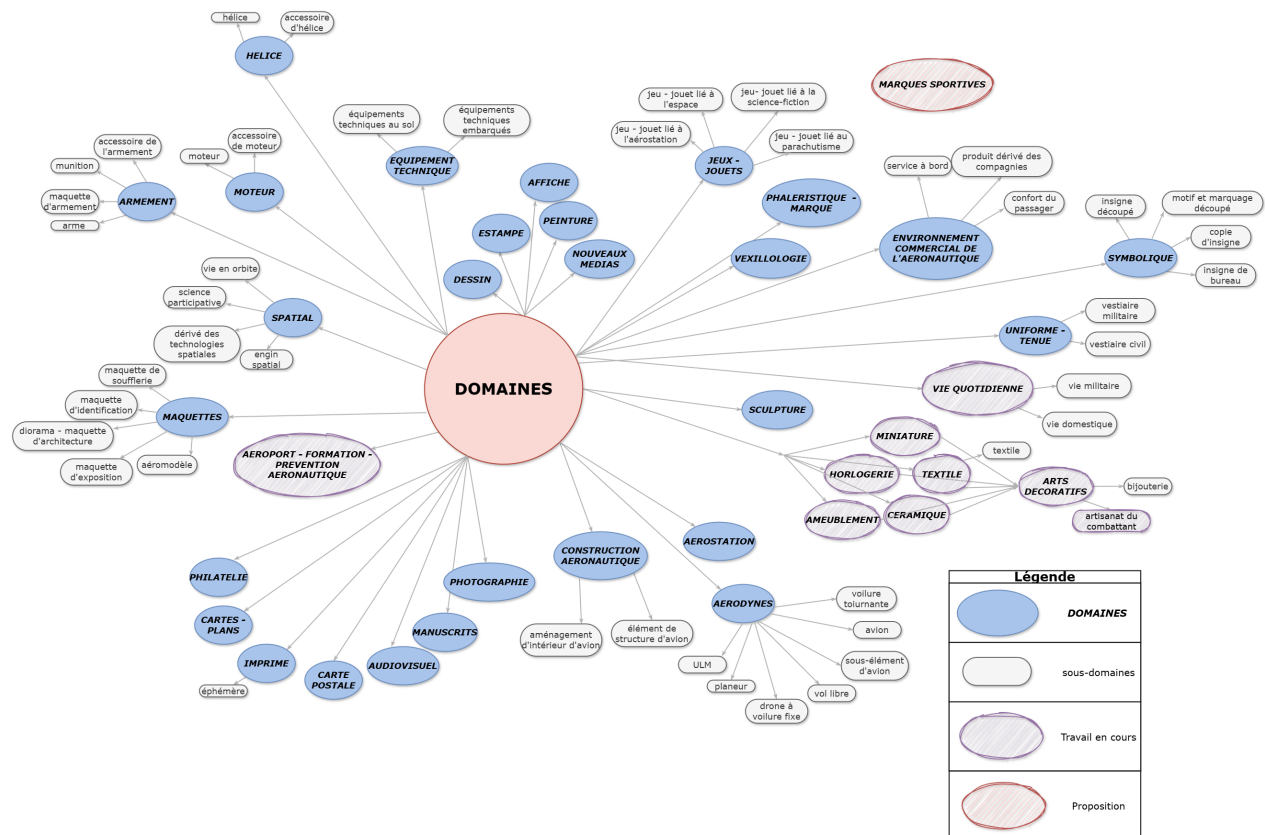 hélice
accessoire
d'hélice
HELICE
MARQUES SPORTIVES
équipements
techniques au sol
équipements
techniques
embarqués
EQUIPEMENT
TECHNIQUE
jeu - jouet lié à
l'espace
jeu- jouet lié à la
science-fiction
jeu - jouet lié à
l'aérostation
jeu - jouet lié au
parachutisme
JEUX -
JOUETS
accessoire de
l'armement
munition
maquette
d'armement
arme
ARMEMENT
moteur
accessoire
de moteur
MOTEUR
AFFICHE
PEINTURE
ESTAMPE
NOUVEAUX
MEDIAS
DESSIN
PHALERISTIQUE -
MARQUE
VEXILLOLOGIE
service à bord
produit dérivé des
compagnies
confort du
passager
ENVIRONNEMENT
COMMERCIAL DE
L'AERONAUTIQUE
insigne
découpé
motif et marquage
découpé
copie
d'insigne
insigne de
bureau
SYMBOLIQUE
vie en orbite
science
participative
dérivé des
technologies
spatiales
engin
spatial
SPATIAL
vestiaire
militaire
vestiaire civil
UNIFORME -
TENUE
DOMAINES
VIE QUOTIDIENNE
vie militaire
vie domestique
maquette de
soufflerie
maquette
d'identification
diorama - maquette
d'architecture
maquette
d'exposition
aéromodèle
MAQUETTES
SCULPTURE
AEROPORT - FORMATION -
PREVENTION
AERONAUTIQUE
MINIATURE
textile
HORLOGERIE
TEXTILE
ARTS
DECORATIFS
bijouterie
AMEUBLEMENT
CERAMIQUE
artisanat du
combattant
PHILATELIE
CARTES -
PLANS
IMPRIME
éphémère
CARTE
POSTALE
AUDIOVISUEL
MANUSCRITS
PHOTOGRAPHIE
CONSTRUCTION
AERONAUTIQUE
aménagement
d'intérieur d'avion
élément de
structure d'avion
AEROSTATION
AERODYNES
voilure
toiurnante
avion
sous-élément
d'avion
vol libre
drone à
voilure fixe
planeur
ULM
Légende
DOMAINES
sous-domaines
Travail en cours
Proposition